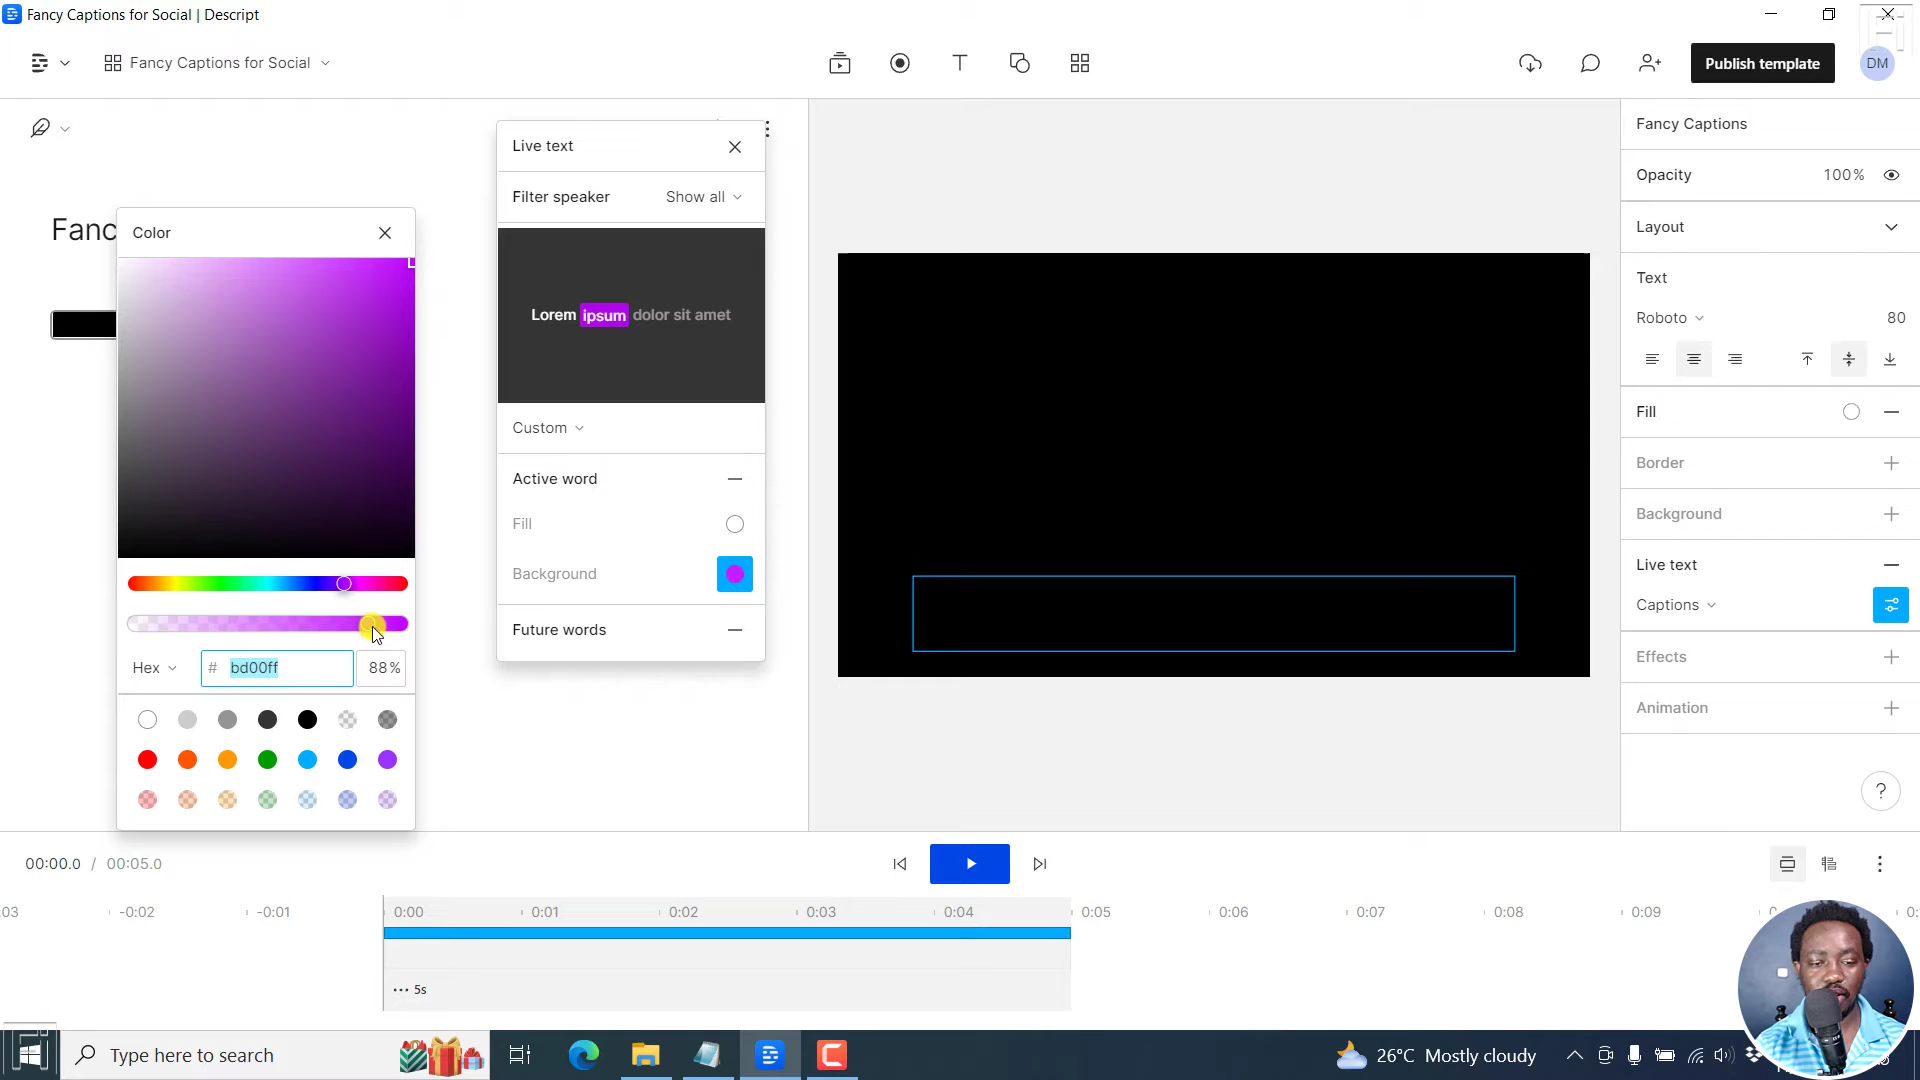 Fancy Captions for Social | Descript
Fancy Captions for Social
Publish template
DM
Fanc
Color
Hex # bd00ff 88%
Live text
Filter speaker Show all
Lorem ipsum dolor sit amet
Custom
Active word
Fill
Background
Future words
Fancy Captions
Opacity 100%
Layout
Text
Roboto 80
Fill
Border
Background
Live text
Captions
Effects
Animation
?
00:00.0 / 00:05.0
:03 -0:02 -0:01 0:00 0:01 0:02 0:03 0:04 0:05 0:06 0:07 0:08 0:09
5s
Type here to search
26°C Mostly cloudy